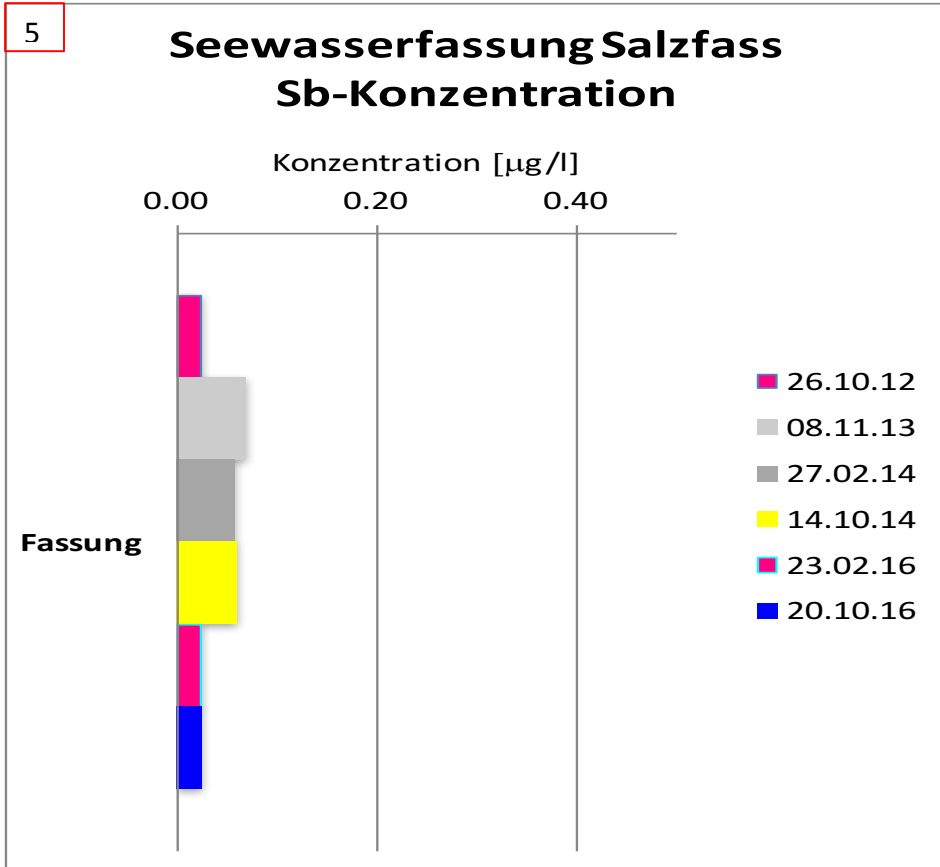 5
Seewasserfassung Salzfass
Sb-Konzentration
Konzentration [µg/l]
0.00 0.20 0.40
Fassung
26.10.12
08.11.13
27.02.14
14.10.14
23.02.16
20.10.16